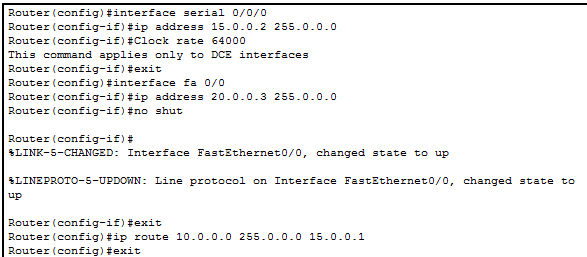 Router(config)#interface serial 0/0/0
Router(config-if)#ip address 15.0.0.2 255.0.0.0
Router(config-if)#Clock rate 64000
This command applies only to DCE interfaces
Router(config-if)#exit
Router(config)#interface fa 0/0
Router(config-if)#ip address 20.0.0.3 255.0.0.0
Router(config-if)#no shut
Router(config-if)#
%LINK-5-CHANGED: Interface FastEthernet0/0, changed state to up
%LINEPROTO-5-UPDOWN: Line protocol on Interface FastEthernet0/0, changed state to
up
Router(config-if)#exit
Router(config)#ip route 10.0.0.0 255.0.0.0 15.0.0.1
Router(config)#exit